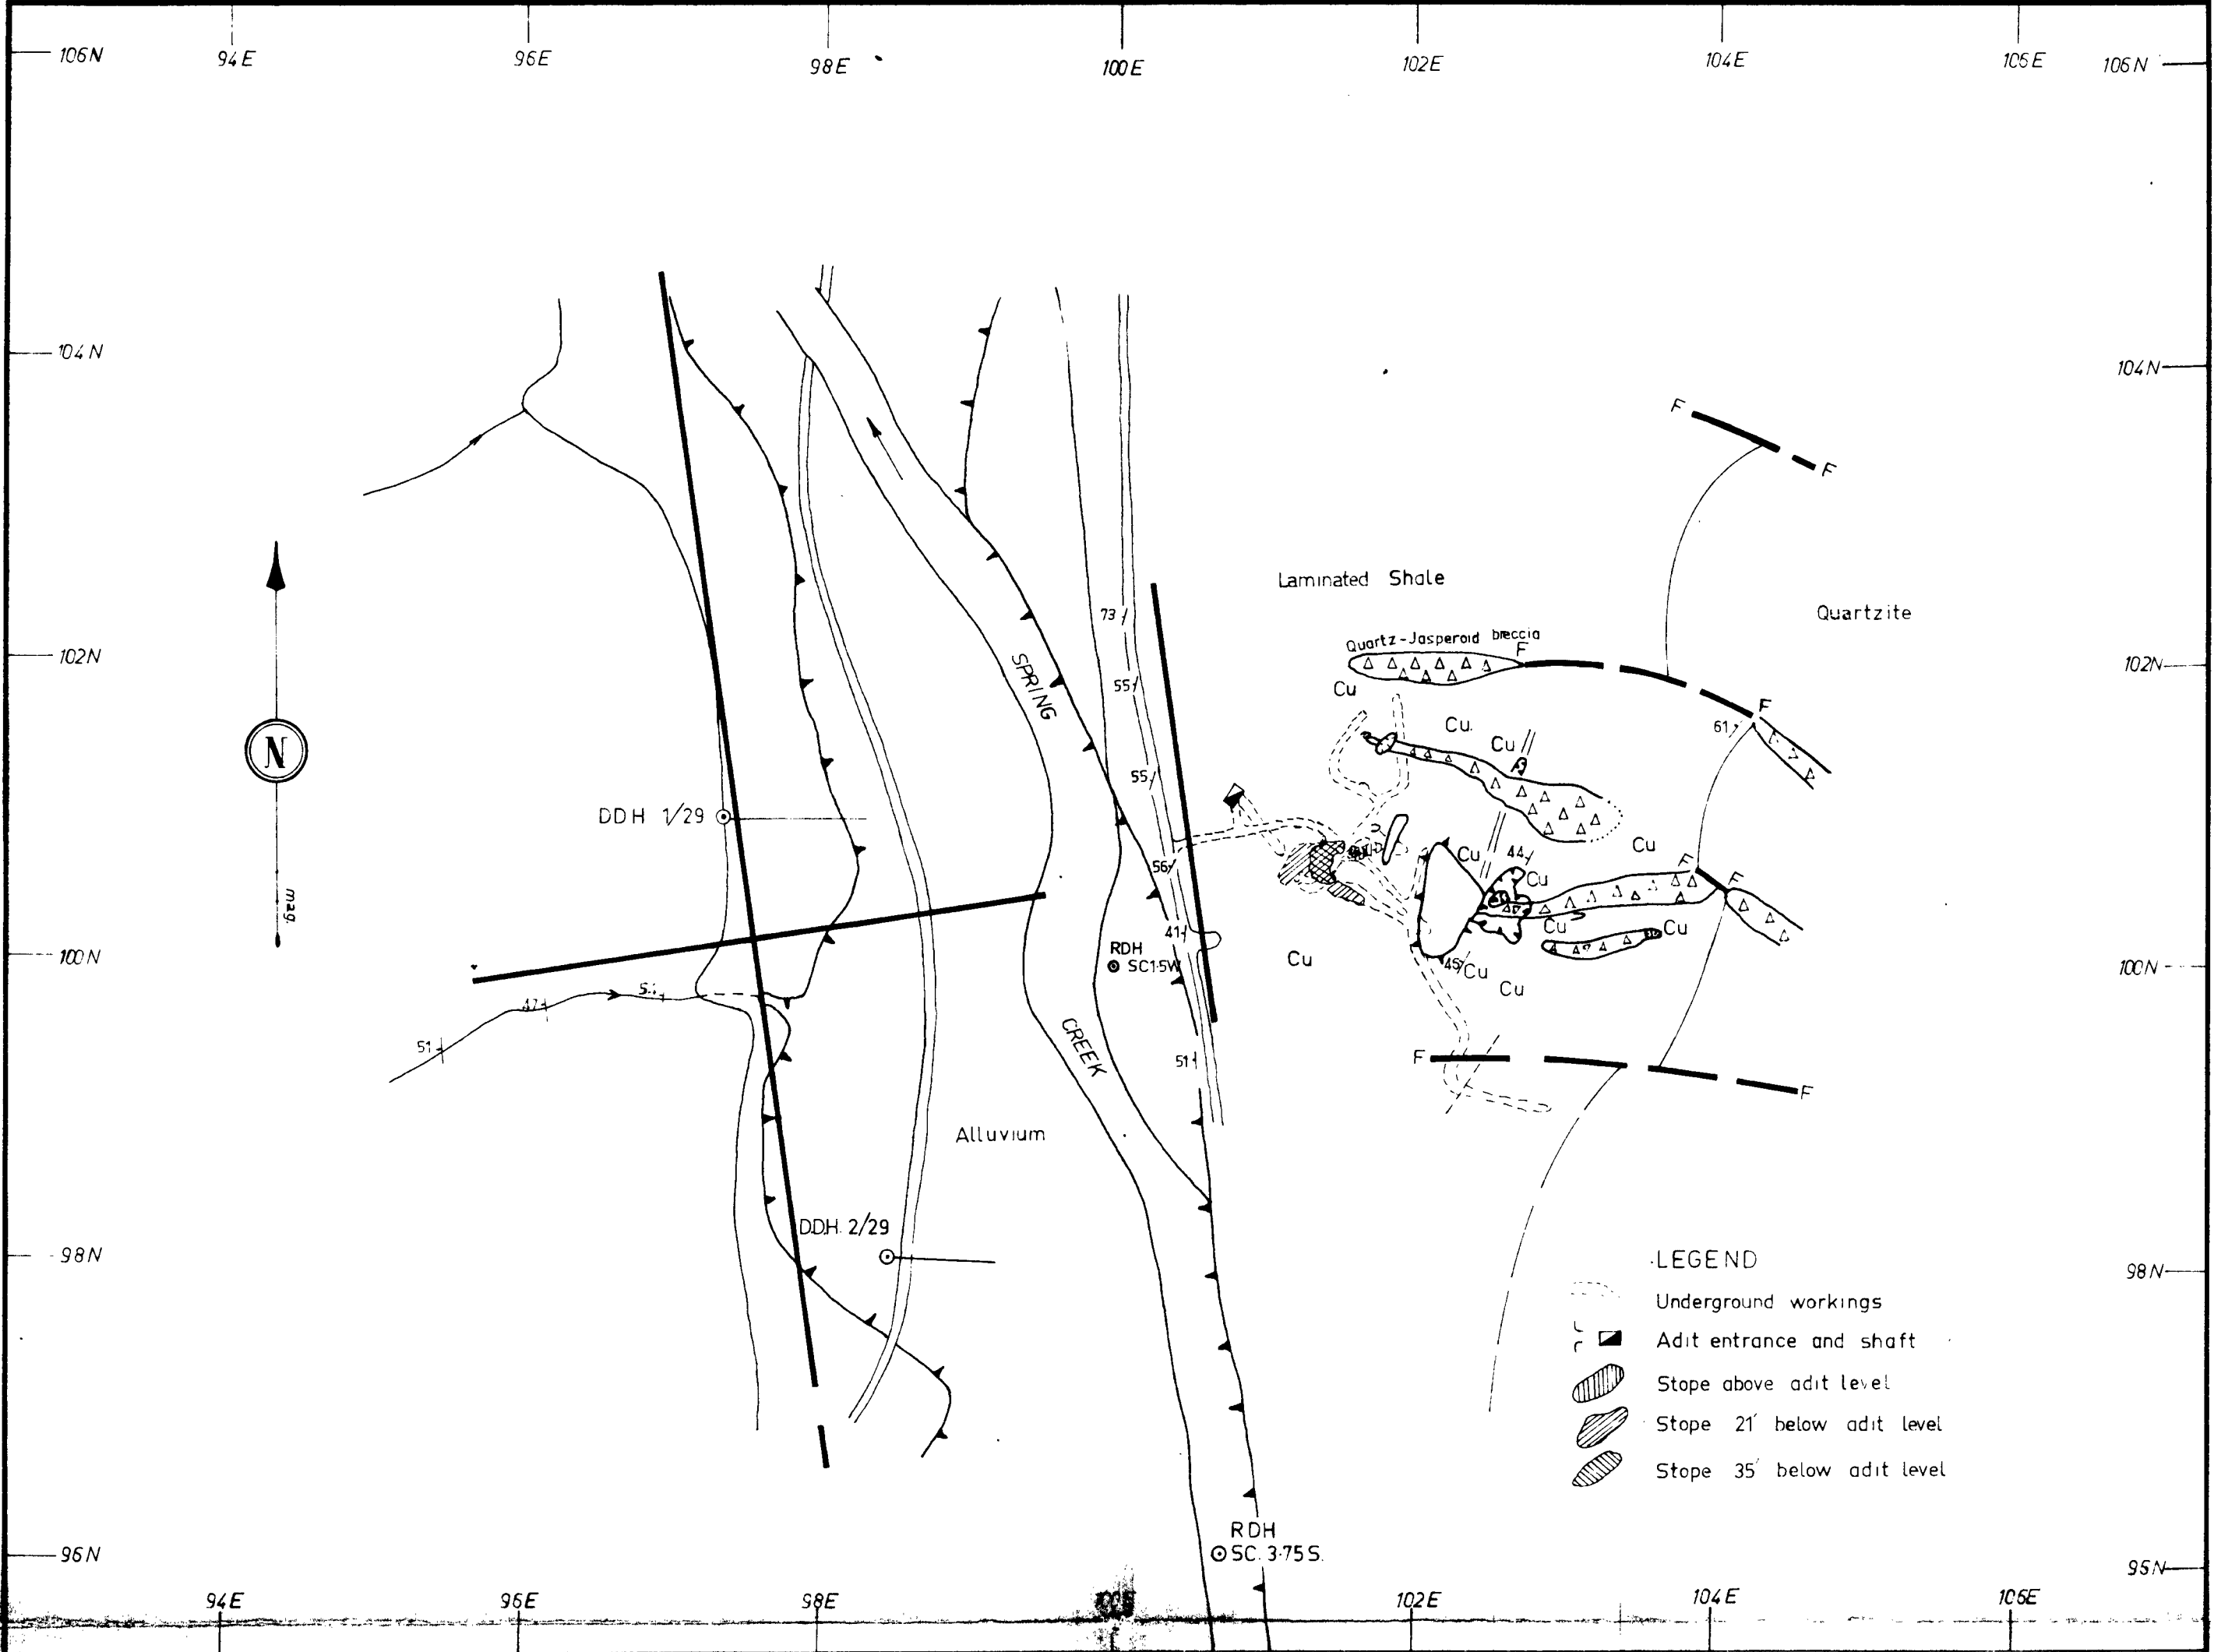 94E
96E
98E
100E
102E
104E
106E
106N
106N
104N
104N
F
F
Laminated Shale
Quartzite
73
Quartz-Jasperoid breccia
F
102N
102N
SPRING
55
Cu
F
61
Cu.
Cu
N
55
DDH 1/29
Cu
Cu
44
56
F
Cu
F
mag.
41
Cu
Cu
100N
RDH
SC1·5W
Cu
45
Cu
100N
Cu
47
51
CREEK
51
F
F
Alluvium
D.D.H. 2/29
98N
98N
LEGEND
Underground workings
Adit entrance and shaft
Stope above adit level
Stope 21' below adit level
Stope 35' below adit level
RDH
SC. 3·75 S.
96N
94E
96E
98E
102E
104E
106E